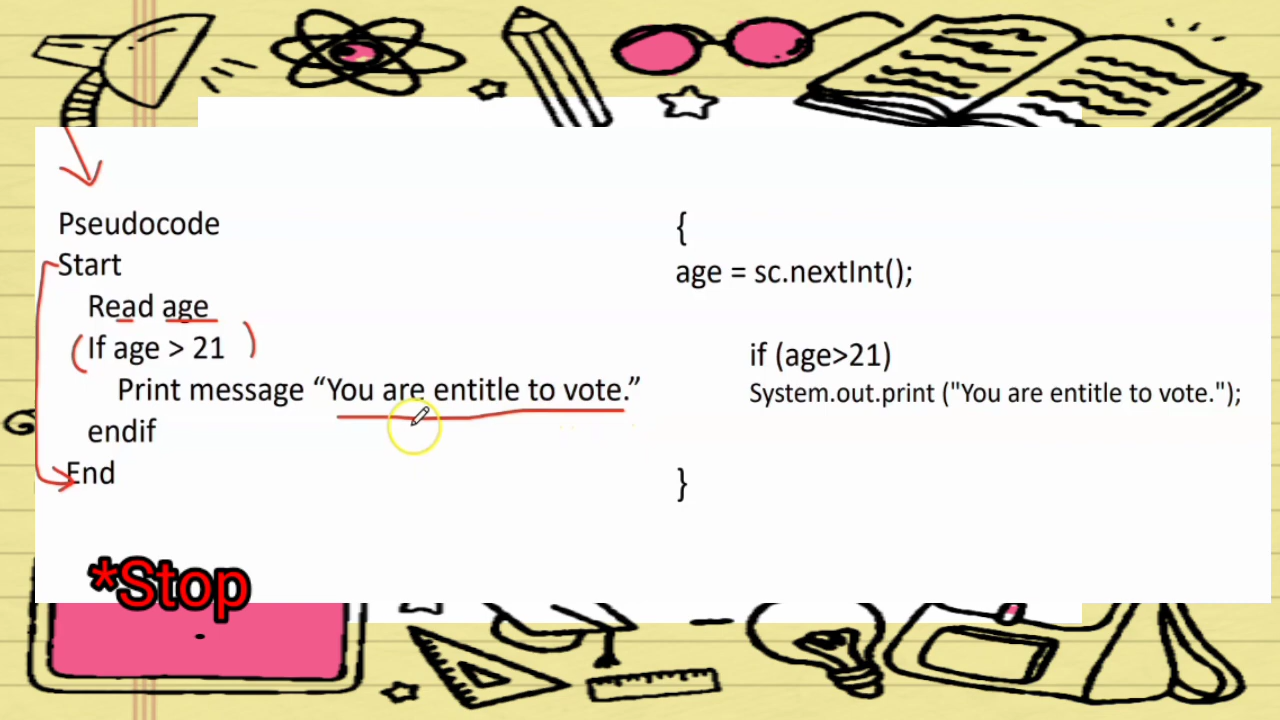 Pseudocode
Start
Read age
If age > 21
Print message “You are entitle to vote.”
endif
End
*Stop
{
age = sc.nextInt();
if (age>21)
System.out.print ("You are entitle to vote.");
}